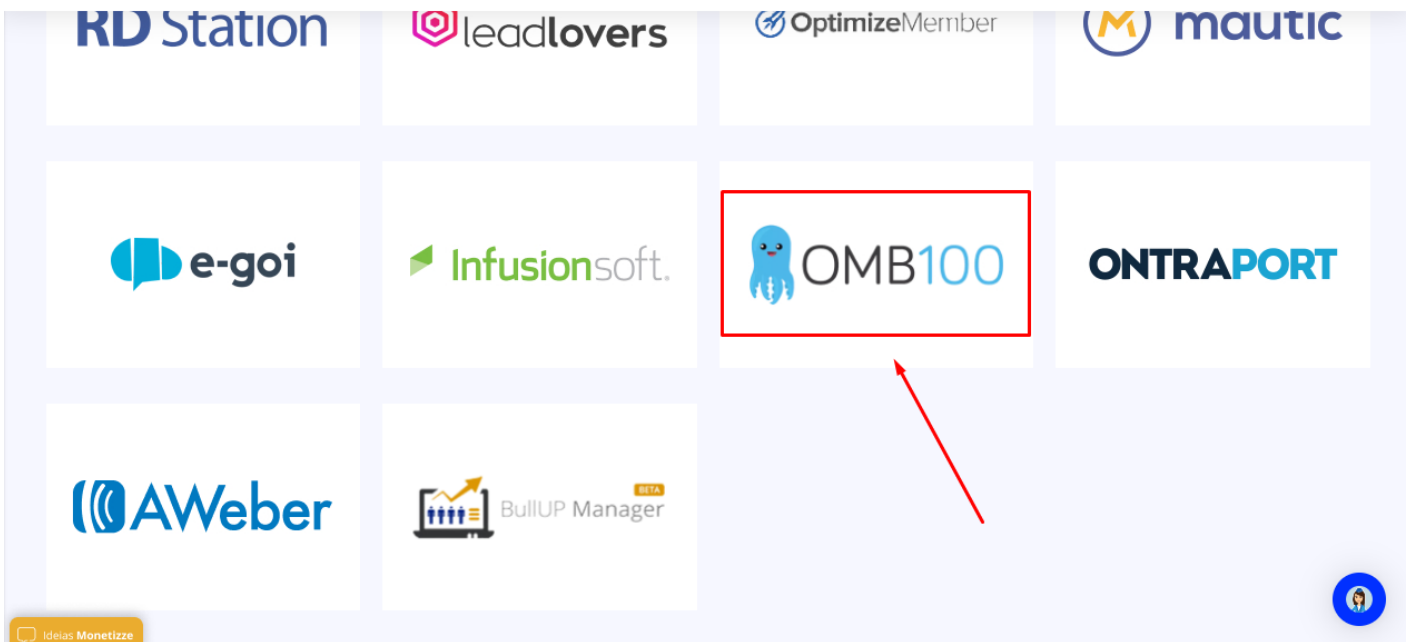 RD Station
leadlovers
OptimizeMember
mautic
e-goi
Infusionsoft.
OMB100
ONTRAPORT
AWeber
BETA
BullUP Manager
Ideias Monetizze